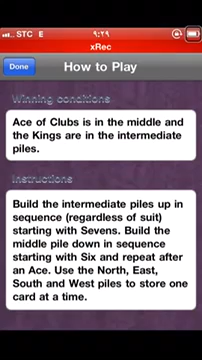 STC E ٩:٢٩
xRec
Done How to Play
Winning conditions
Ace of Clubs is in the middle and
the Kings are in the intermediate
piles.
Instructions
Build the intermediate piles up in
sequence (regardless of suit)
starting with Sevens. Build the
middle pile down in sequence
starting with Six and repeat after
an Ace. Use the North, East,
South and West piles to store one
card at a time.